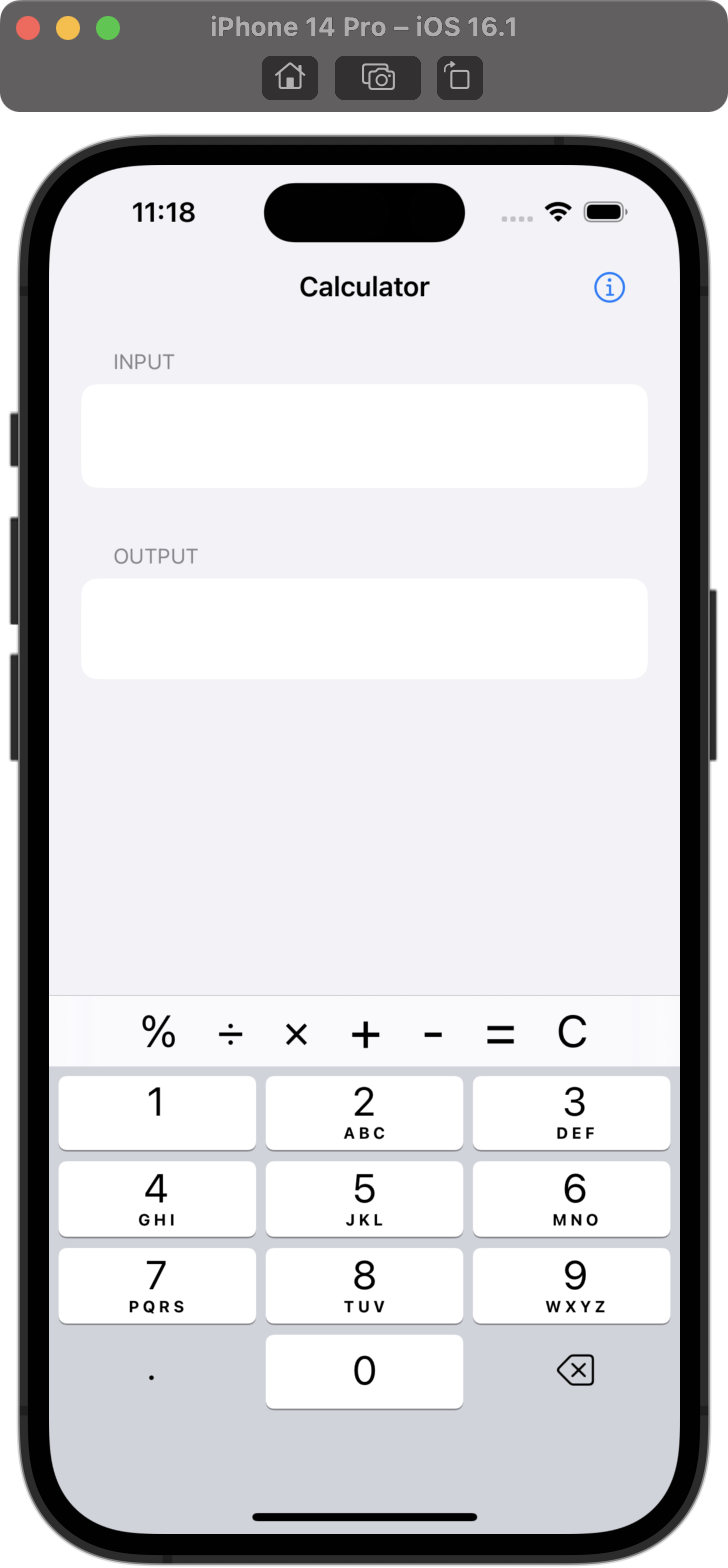 iPhone 14 Pro – iOS 16.1
11:18
Calculator
INPUT
OUTPUT
% ÷ × + - = C
1 2 3
ABC DEF
4 5 6
GHI JKL MNO
7 8 9
PQRS TUV WXYZ
. 0